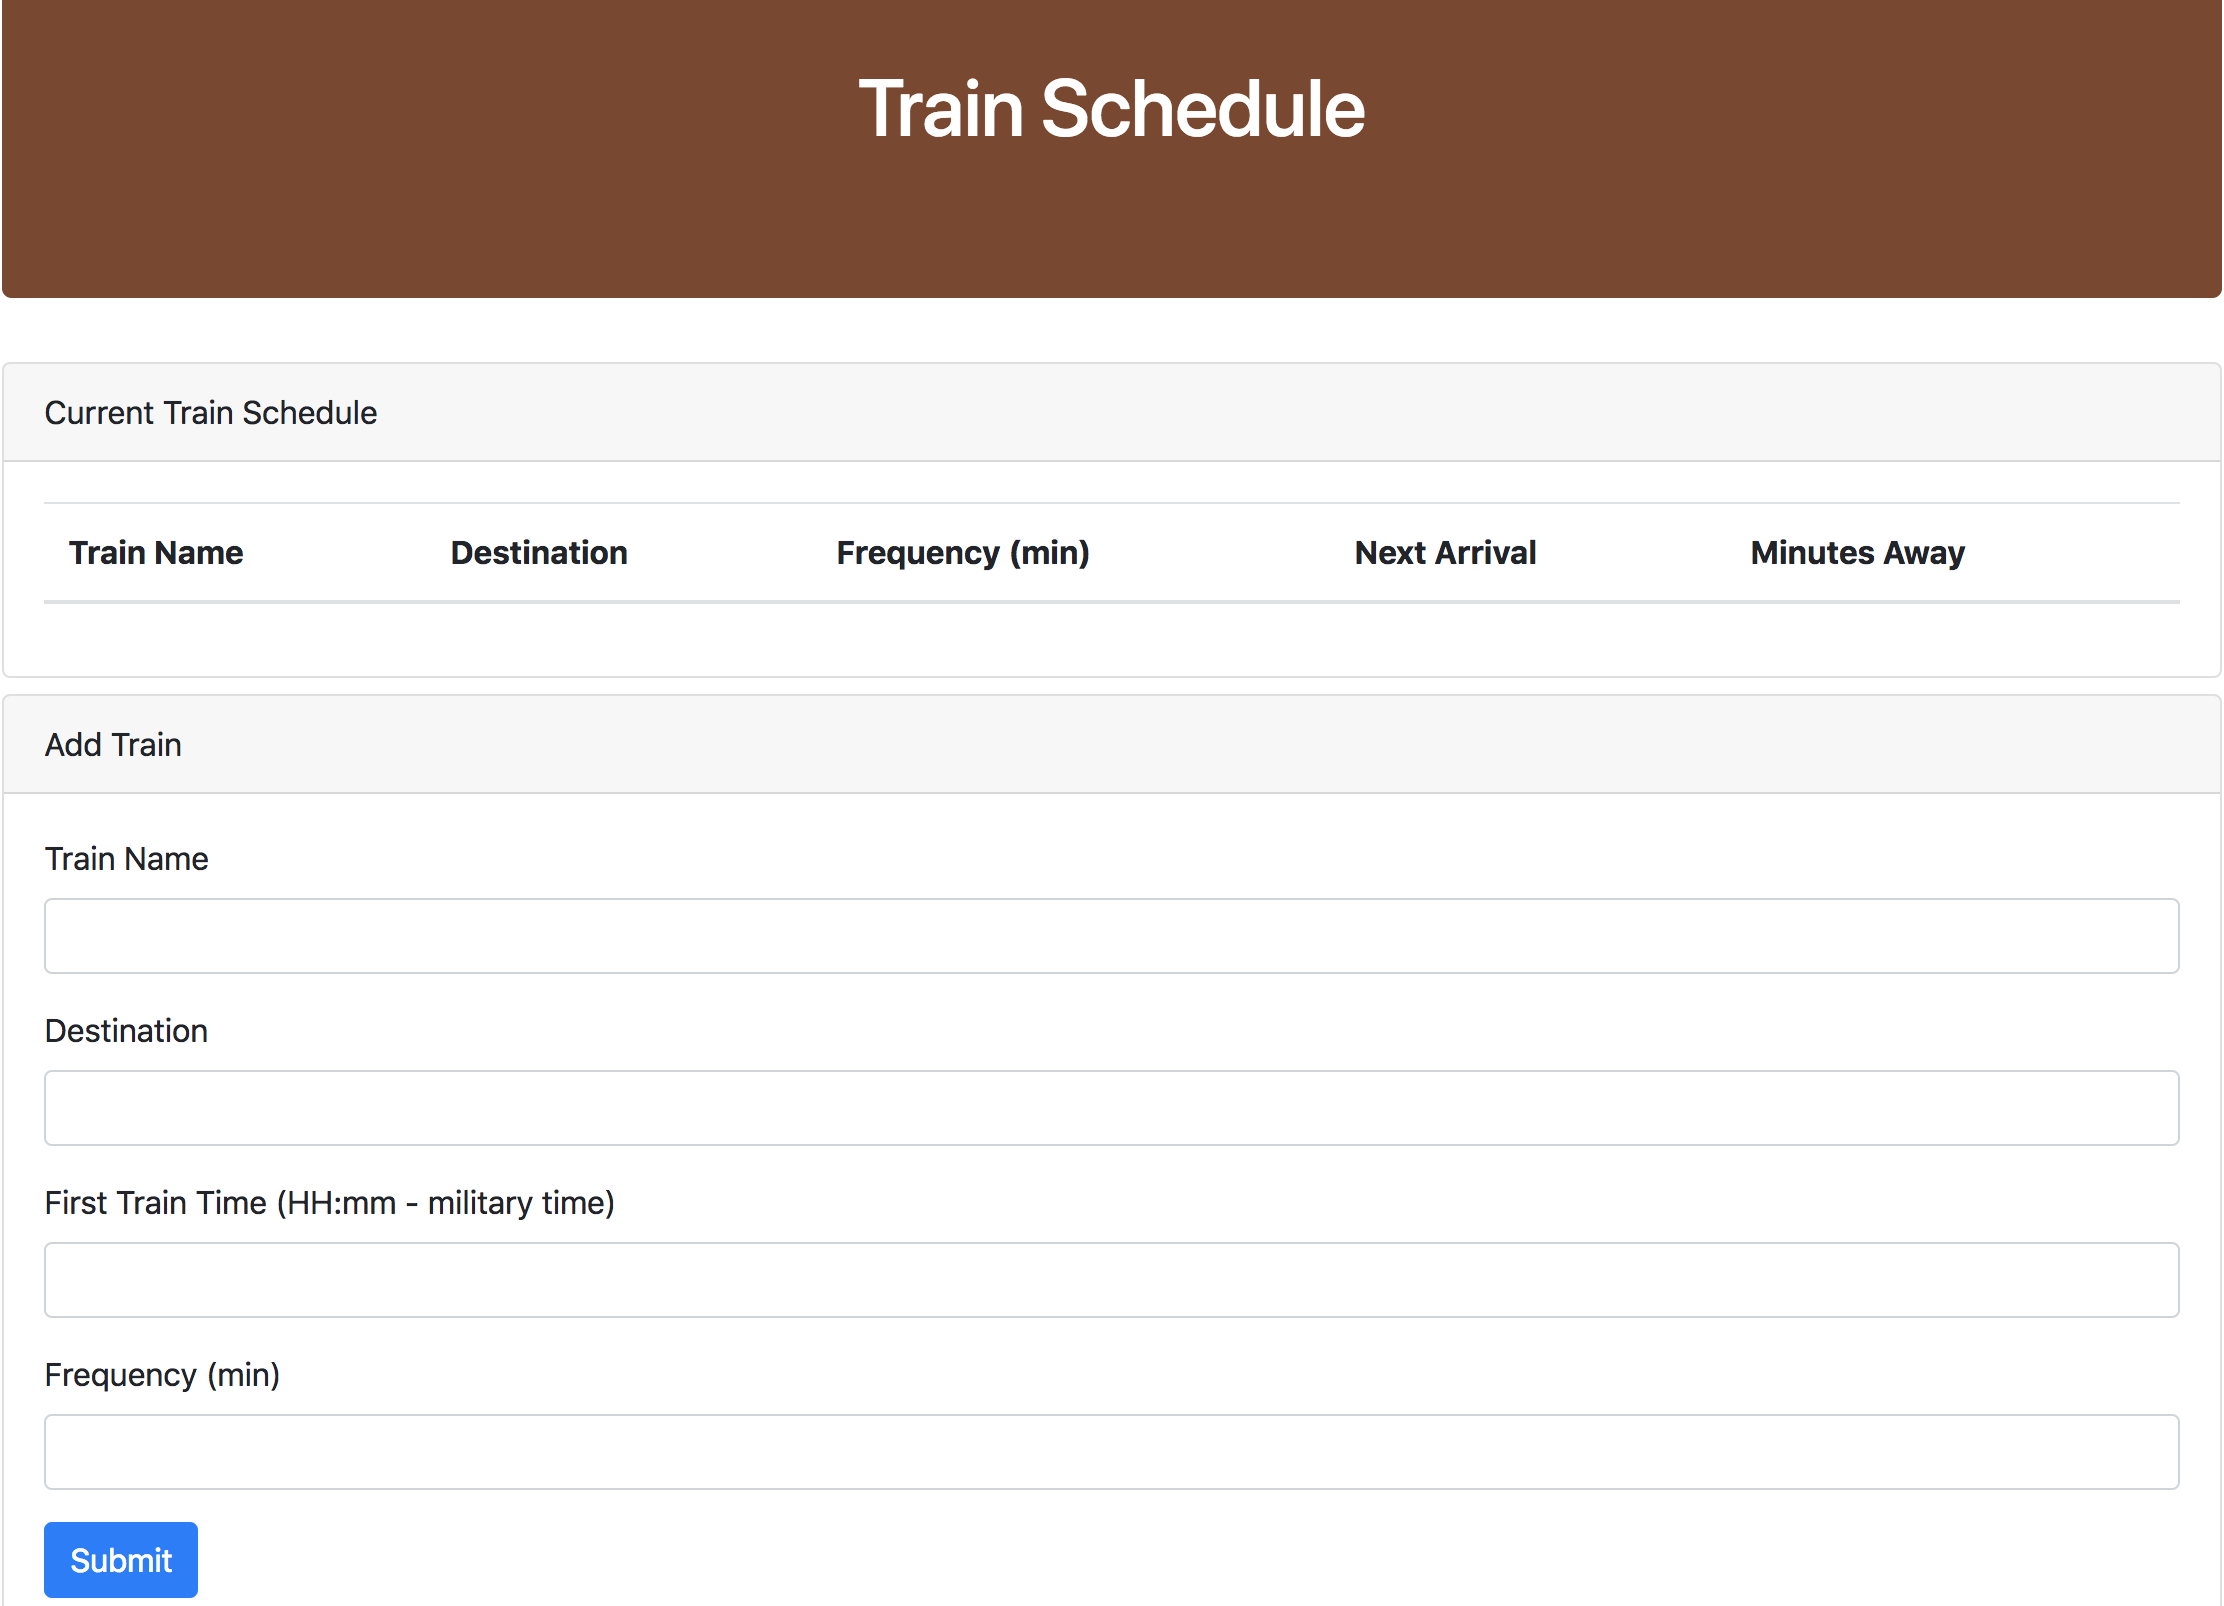 Train Schedule
Current Train Schedule
Train Name Destination Frequency (min) Next Arrival Minutes Away
Add Train
Train Name
Destination
First Train Time (HH:mm - military time)
Frequency (min)
Submit